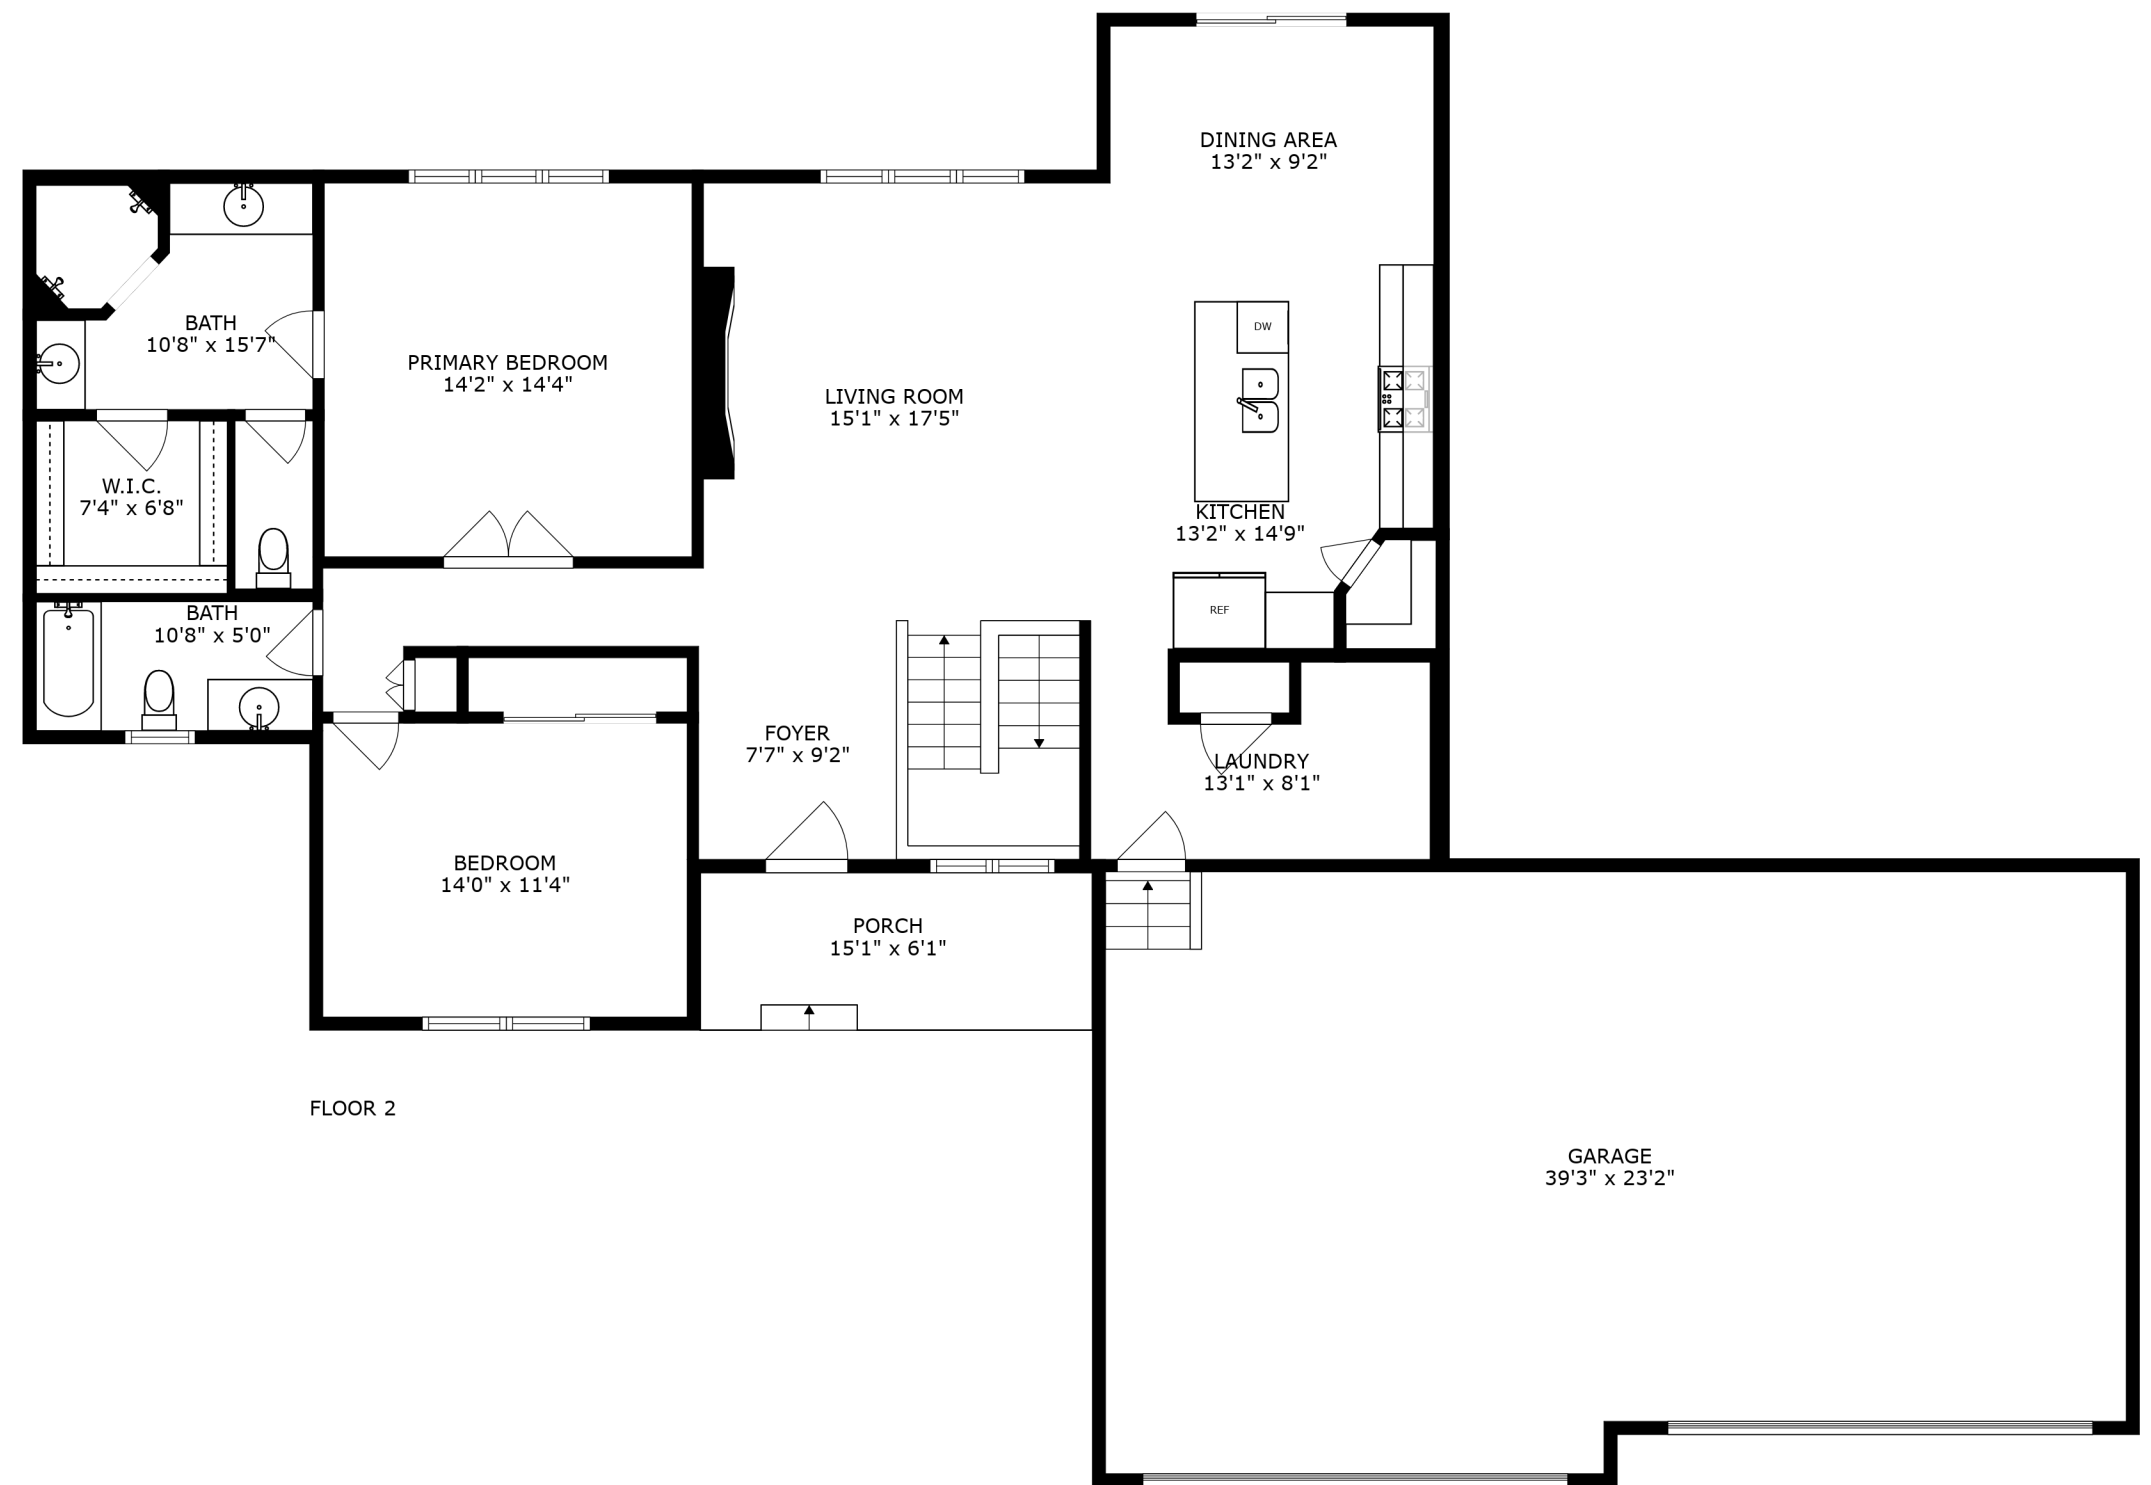 DINING AREA
13'2" x 9'2"
BATH
10'8" x 15'7"
DW
PRIMARY BEDROOM
14'2" x 14'4"
LIVING ROOM
15'1" x 17'5"
W.I.C.
7'4" x 6'8"
KITCHEN
13'2" x 14'9"
BATH
10'8" x 5'0"
REF
FOYER
7'7" x 9'2"
LAUNDRY
13'1" x 8'1"
BEDROOM
14'0" x 11'4"
PORCH
15'1" x 6'1"
FLOOR 2
GARAGE
39'3" x 23'2"